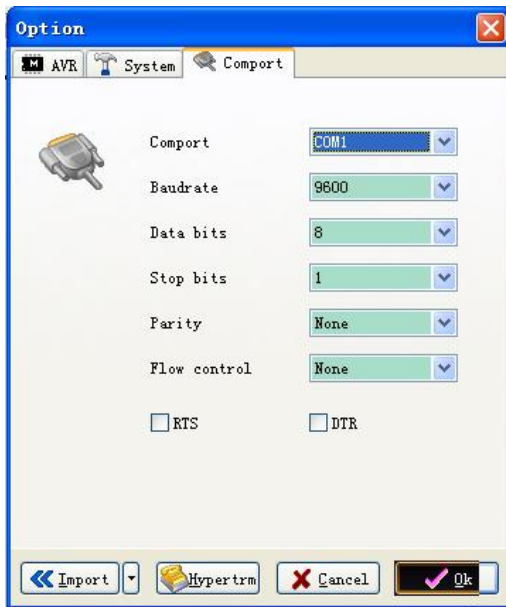 Option
AVR System Comport
Comport COM1
Baudrate 9600
Data bits 8
Stop bits 1
Parity None
Flow control None
RTS DTR
Import Hypertrm Cancel Ok